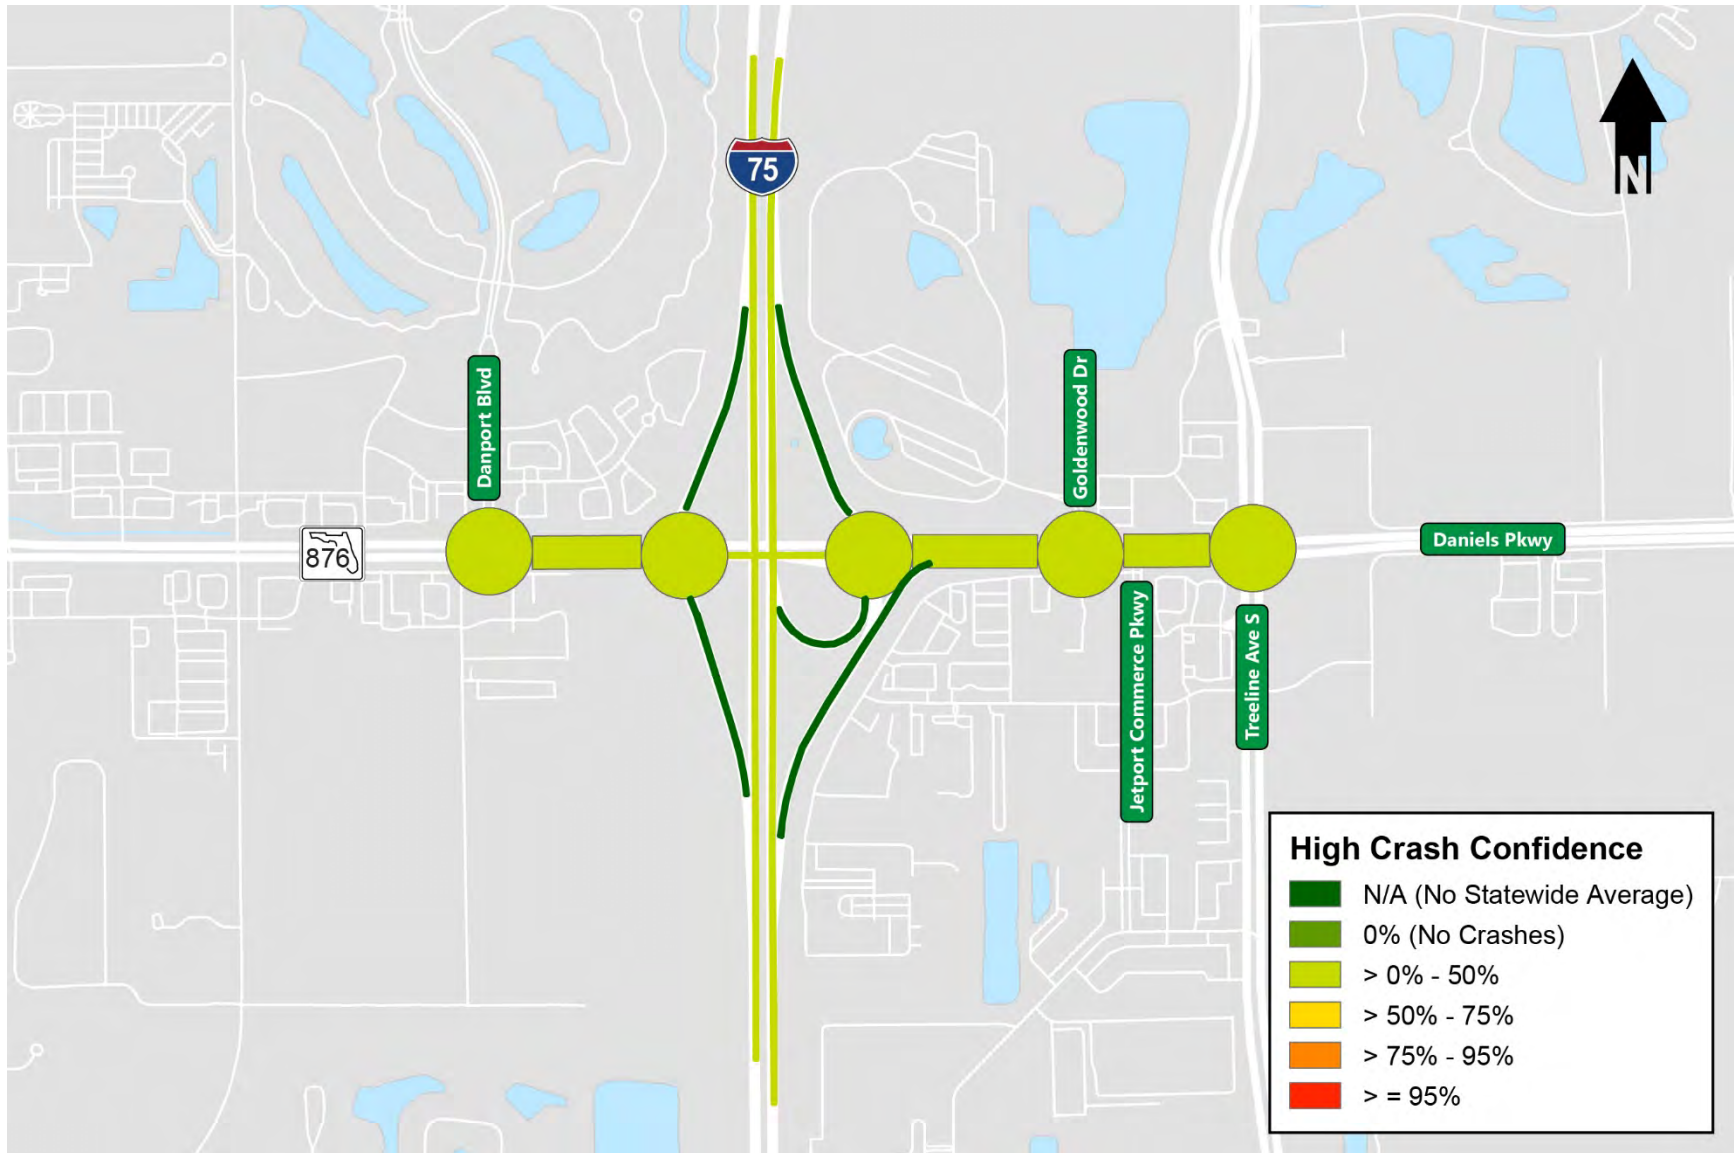 N
75
Danport Blvd
Goldenwood Dr
876
Daniels Pkwy
Jetport Commerce Pkwy
Treeline Ave S
High Crash Confidence
N/A (No Statewide Average)
0% (No Crashes)
> 0% - 50%
> 50% - 75%
> 75% - 95%
> = 95%